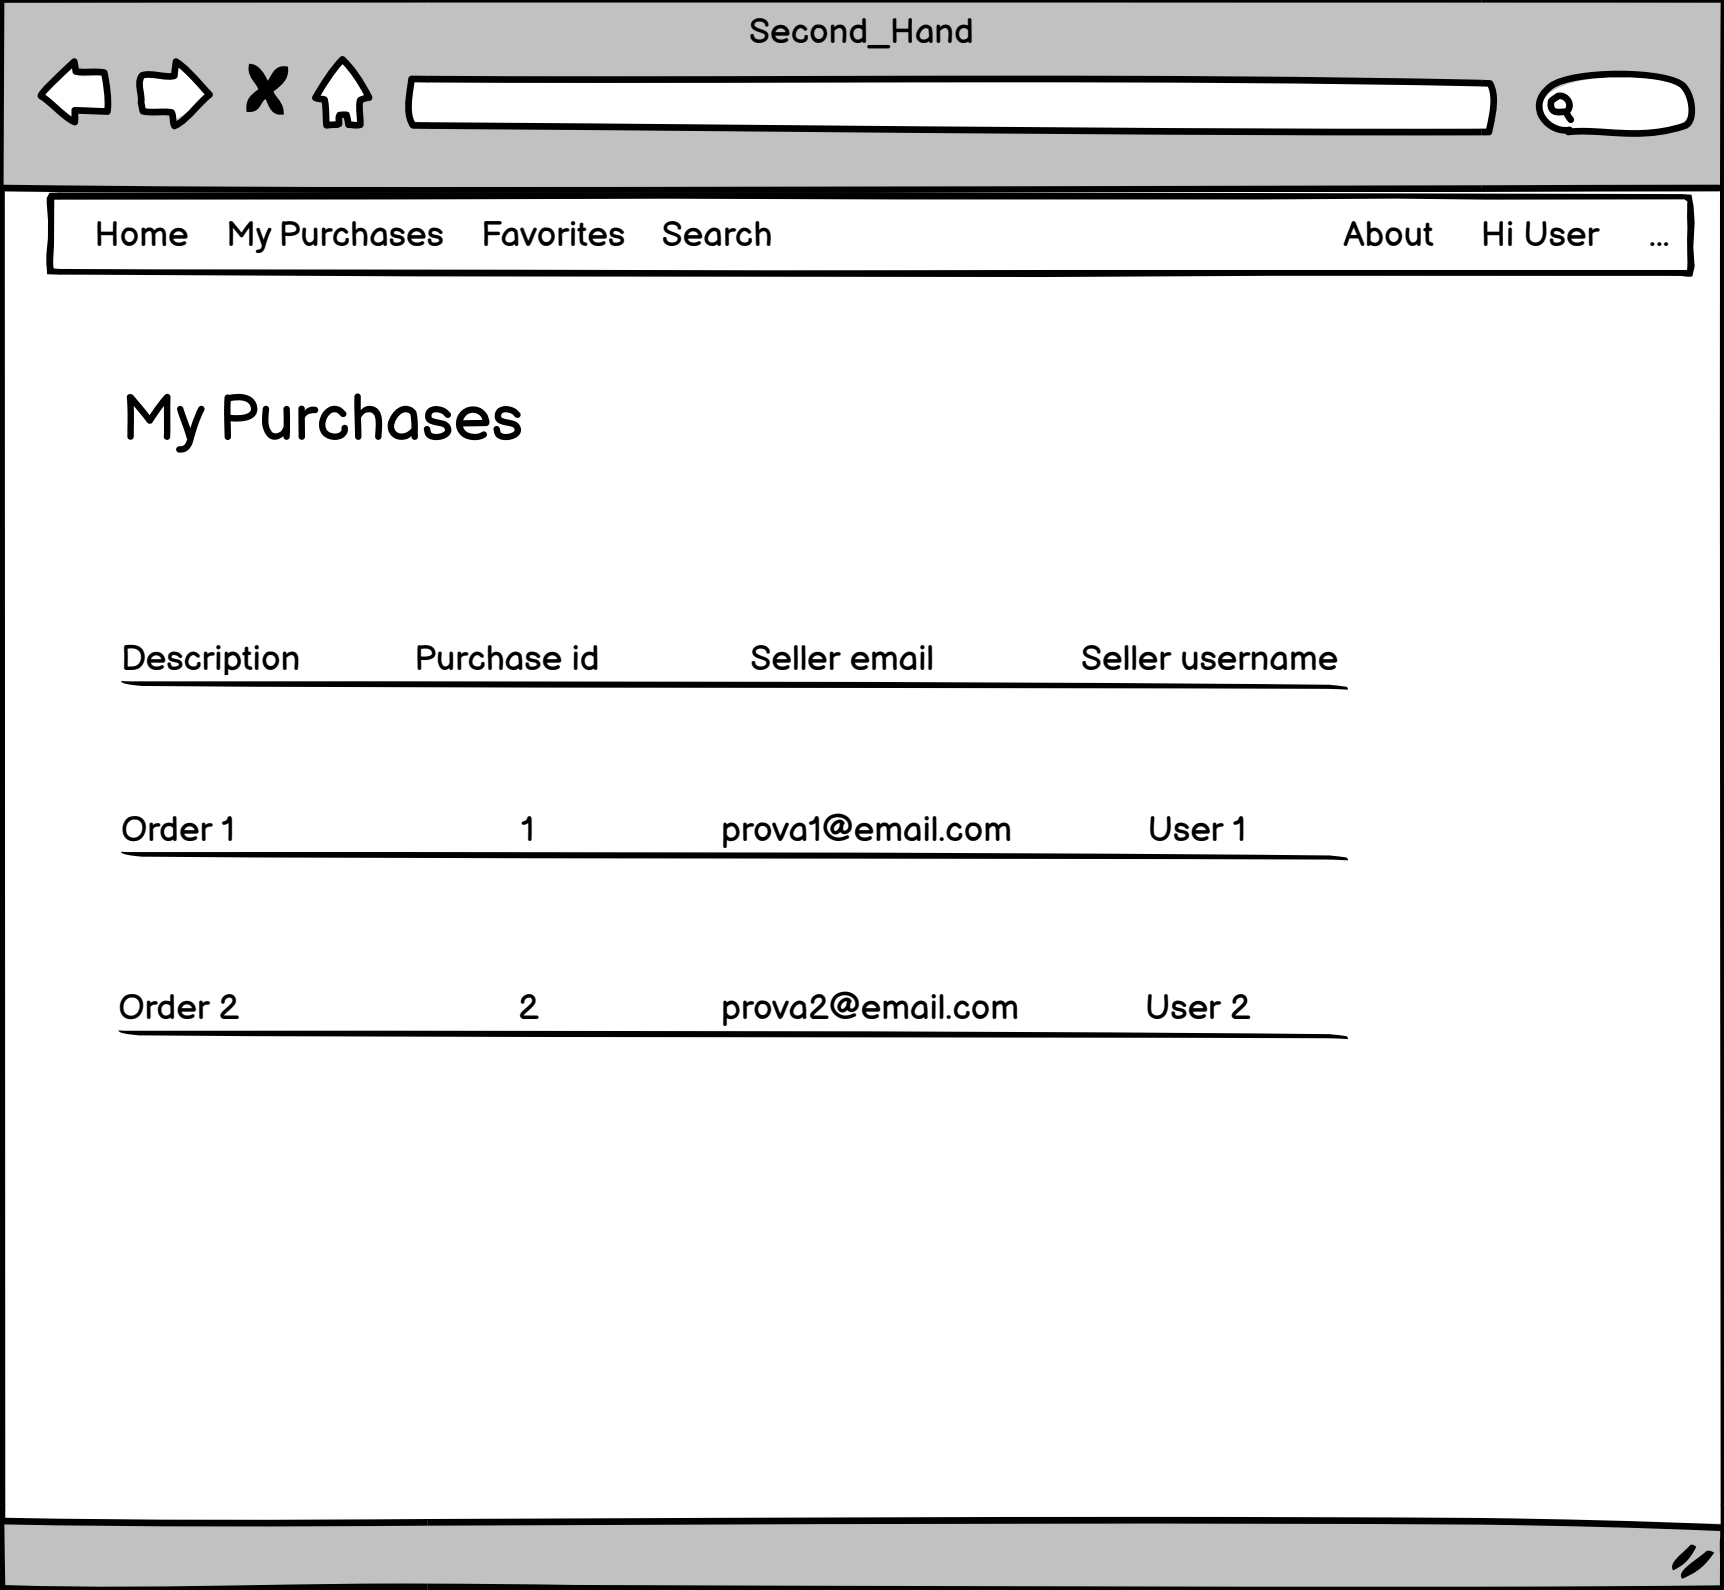 Second_Hand
Home My Purchases Favorites Search About Hi User ...
My Purchases
Description Purchase id Seller email Seller username
Order 1 1 prova1@email.com User 1
Order 2 2 prova2@email.com User 2